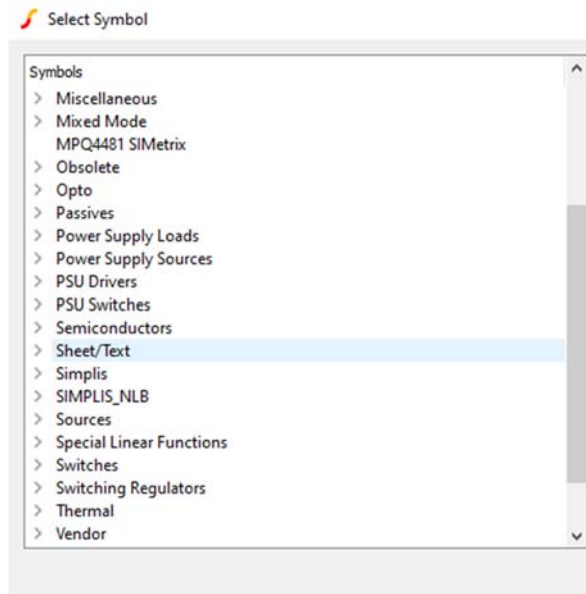 Select Symbol
Symbols
Miscellaneous
Mixed Mode
MPQ4481 SIMetrix
Obsolete
Opto
Passives
Power Supply Loads
Power Supply Sources
PSU Drivers
PSU Switches
Semiconductors
Sheet/Text
Simplis
SIMPLIS_NLB
Sources
Special Linear Functions
Switches
Switching Regulators
Thermal
Vendor